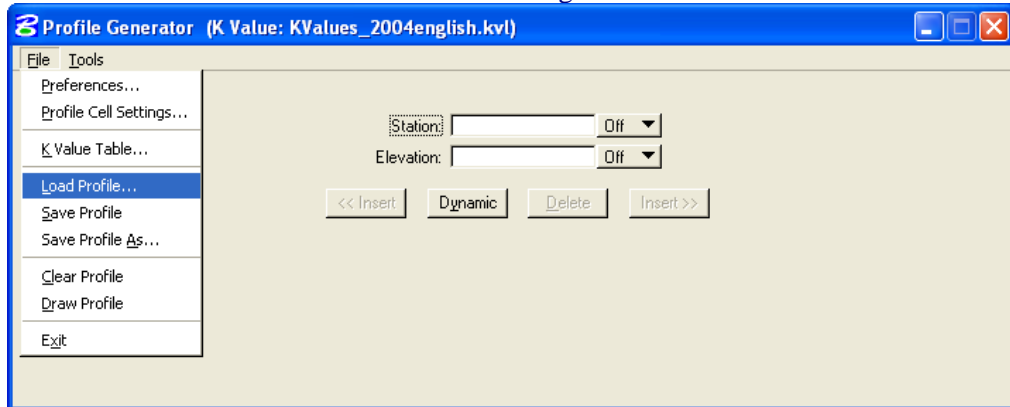 Profile Generator (K Value: KValues_2004english.kvl)
File Tools
Preferences...
Profile Cell Settings...
K Value Table...
Load Profile...
Save Profile
Save Profile As...
Clear Profile
Draw Profile
Exit
Station: Off
Elevation: Off
<< Insert Dynamic Delete Insert >>